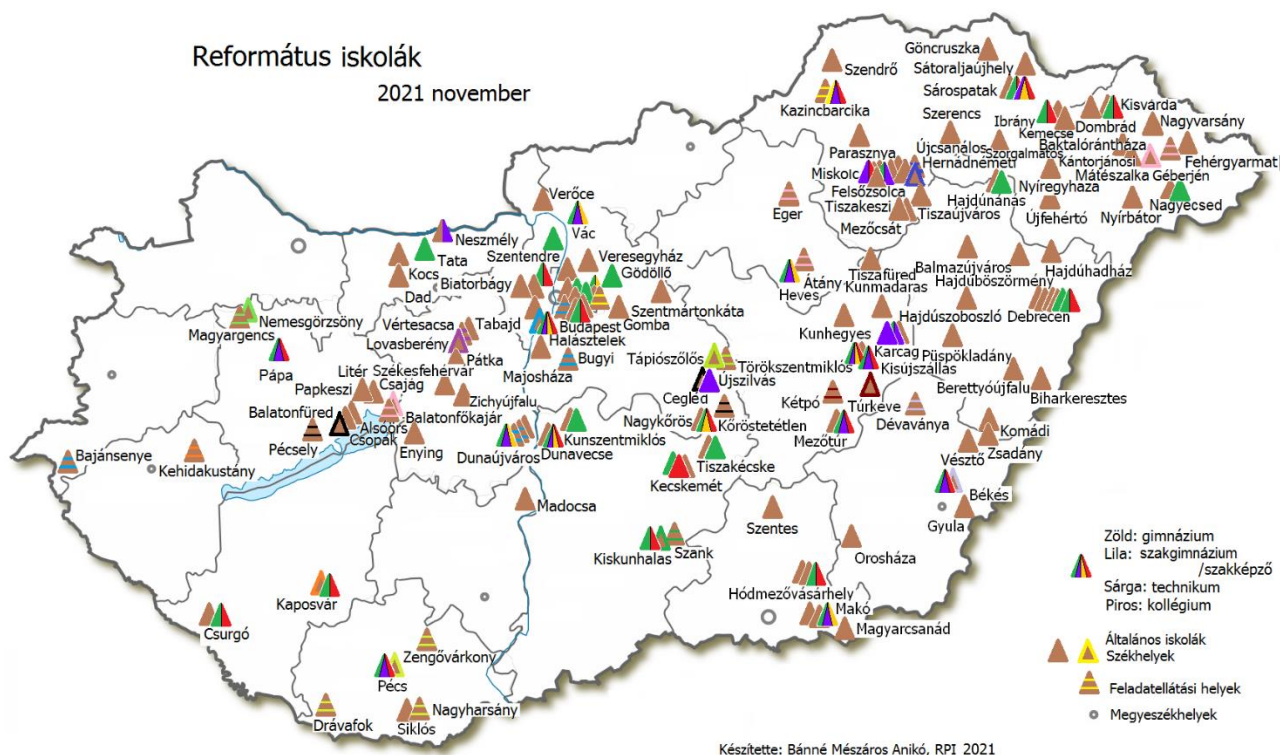 Református iskolák
2021 november
Göncruszka
Szendrő
Sátoraljaújhely
Sárospatak
Kazincbarcika
Kisvárda
Szerencs
Ibrány
Kemecse
Dombrád
Nagyvarsány
Parasznya
Újcsanálos
Szorgalmatos
Baktalórántháza
Hernádnémeti
Kántorjánosi
Fehérgyarmat
Miskolc
Mátészalka
Géberjén
Felsőzsolca
Hajdúnánás
Nyíregyháza
Verőce
Eger
Tiszakeszi
Tiszaújváros
Nagyecsed
Mezőcsát
Újfehértó
Nyírbátor
Vác
Neszmély
Tata
Szentendre
Veresegyház
Gödöllő
Kocs
Biatorbágy
Átány
Heves
Tiszafüred
Balmazújváros
Hajdúhadház
Hajdúböszörmény
Dad
Kunmadaras
Szentmártonkáta
Nemesgörzsöny
Magyargencs
Vértesacsa
Tabajd
Budapest
Gomba
Hajdúszoboszló
Debrecen
Lovasberény
Halásztelek
Kunhegyes
Pátka
Bugyi
Tápiószőlős
Törökszentmiklós
Karcag
Püspökladány
Pápa
Litér
Székesfehérvár
Majosháza
Újszilvás
Kisújszállás
Papkeszi
Csajág
Zichyújfalu
Cegléd
Kétpó
Túrkeve
Berettyóújfalu
Biharkeresztes
Balatonfüred
Balatonfőkajár
Nagykőrös
Kőröstetétlen
Dévaványa
Alsóörs
Csopak
Pécsely
Enying
Dunaújváros
Dunavecse
Kunszentmiklós
Mezőtúr
Komádi
Bajánsenye
Kehidakustány
Tiszakécske
Zsadány
Kecskemét
Vésztő
Madocsa
Békés
Szentes
Gyula
Kiskunhalas
Szank
Orosháza
Kaposvár
Hódmezővásárhely
Csurgó
Makó
Magyarcsanád
Zengővárkony
Pécs
Drávafok
Siklós
Nagyharsány
Zöld: gimnázium
Lila: szakgimnázium
/szakképző
Sárga: technikum
Piros: kollégium
Általános iskolák
Székhelyek
Feladatellátási helyek
Megyeszékhelyek
Készítette: Bánné Mészáros Anikó, RPI 2021